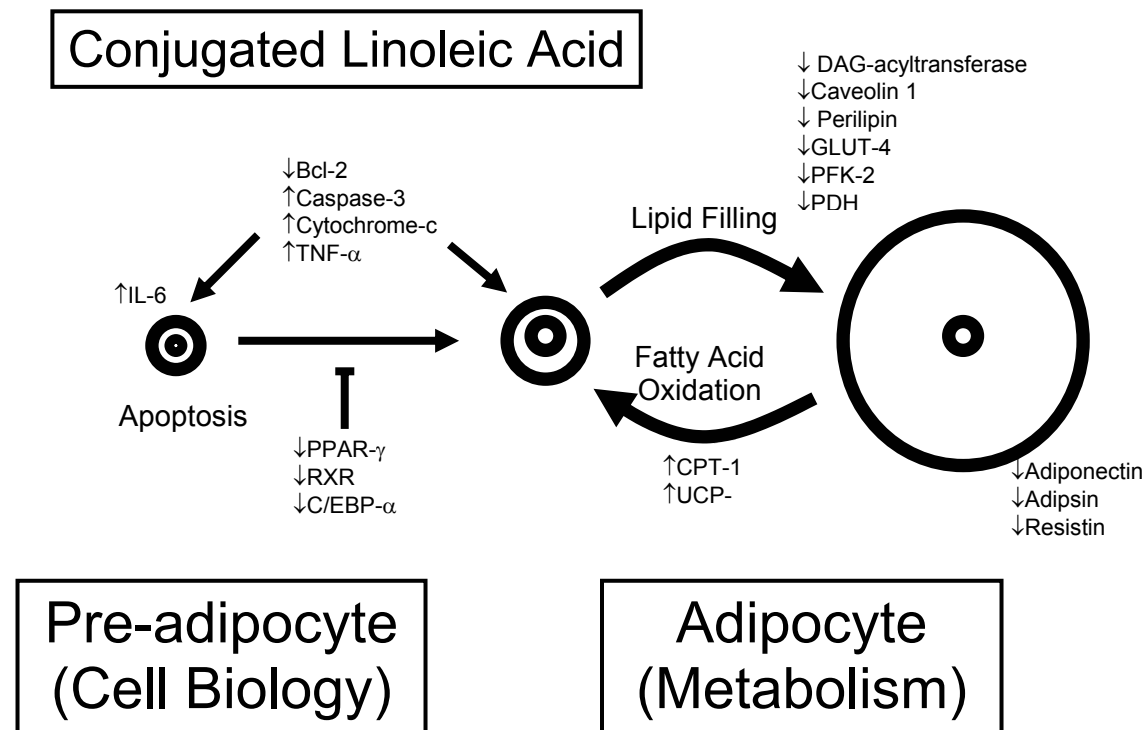 Conjugated Linoleic Acid
↓ DAG-acyltransferase
↓Caveolin 1
↓ Perilipin
↓GLUT-4
↓PFK-2
↓PDH
↓Bcl-2
↑Caspase-3
↑Cytochrome-c
↑TNF-α
Lipid Filling
↑IL-6
Apoptosis
Fatty Acid
Oxidation
↓PPAR-γ
↓RXR
↓C/EBP-α
↑CPT-1
↑UCP-
↓Adiponectin
↓Adipsin
↓Resistin
Pre-adipocyte
(Cell Biology)
Adipocyte
(Metabolism)